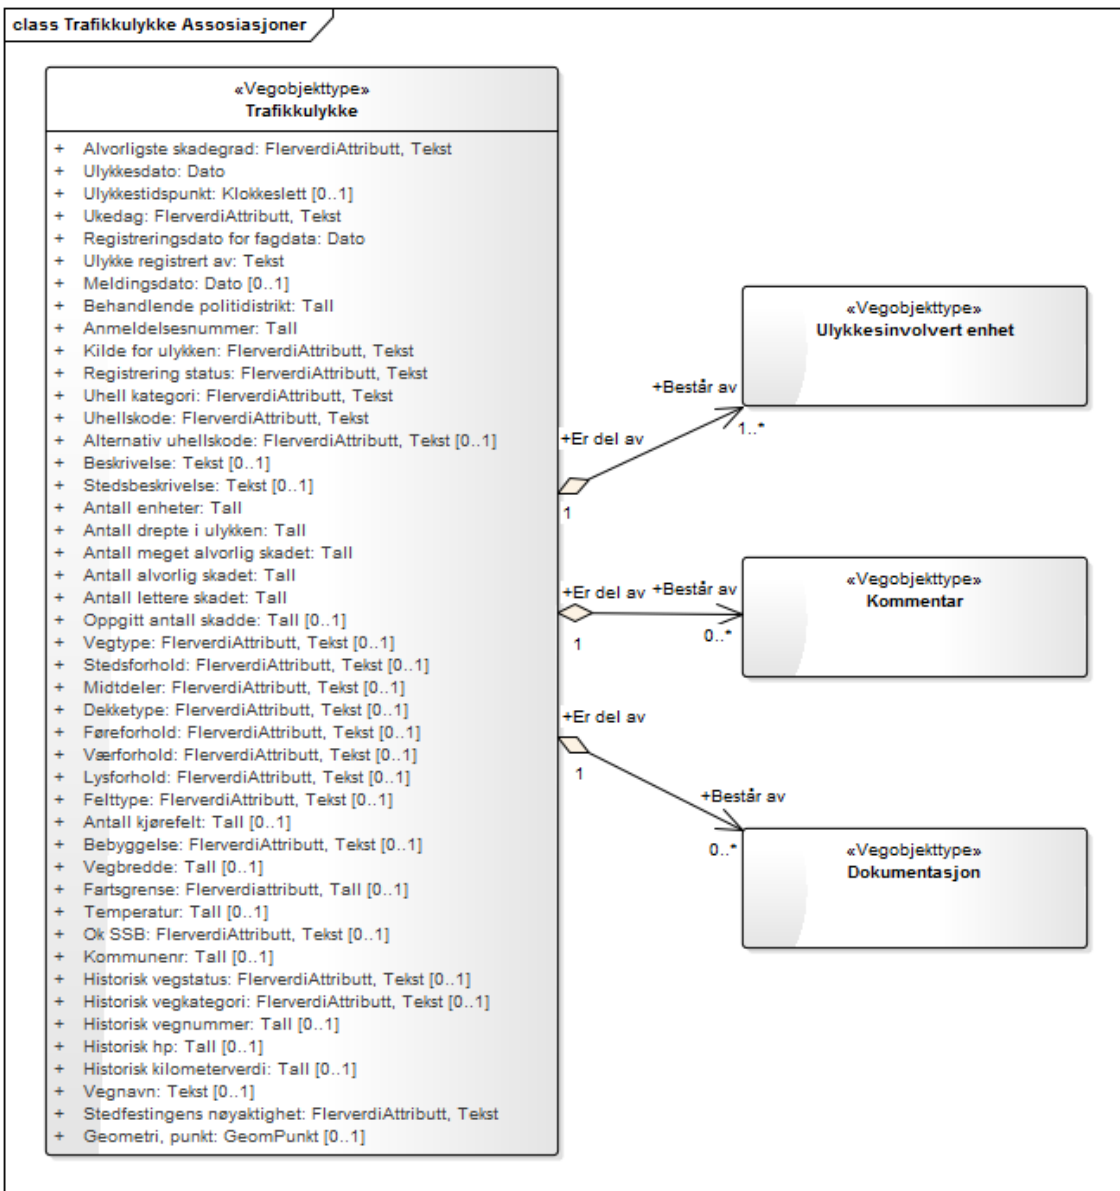 class Trafikkulykke Assosiasjoner
«Vegobjekttype»
Trafikkulykke
+ Alvorligste skadegrad: FlerverdiAttributt, Tekst
+ Ulykkesdato: Dato
+ Ulykkestidspunkt: Klokkeslett [0..1]
+ Ukedag: FlerverdiAttributt, Tekst
+ Registreringsdato for fagdata: Dato
+ Ulykke registrert av: Tekst
+ Meldingsdato: Dato [0..1]
+ Behandlende politidistrikt: Tall
+ Anmeldelsesnummer: Tall
+ Kilde for ulykken: FlerverdiAttributt, Tekst
+ Registrering status: FlerverdiAttributt, Tekst
+ Uhell kategori: FlerverdiAttributt, Tekst
+ Uhellskode: FlerverdiAttributt, Tekst
+ Alternativ uhellskode: FlerverdiAttributt, Tekst [0..1]
+ Beskrivelse: Tekst [0..1]
+ Stedsbeskrivelse: Tekst [0..1]
+ Antall enheter: Tall
+ Antall drepte i ulykken: Tall
+ Antall meget alvorlig skadet: Tall
+ Antall alvorlig skadet: Tall
+ Antall lettere skadet: Tall
+ Oppgitt antall skadde: Tall [0..1]
+ Vegtype: FlerverdiAttributt, Tekst [0..1]
+ Stedsforhold: FlerverdiAttributt, Tekst [0..1]
+ Midtdeler: FlerverdiAttributt, Tekst [0..1]
+ Dekketype: FlerverdiAttributt, Tekst [0..1]
+ Føreforhold: FlerverdiAttributt, Tekst [0..1]
+ Værforhold: FlerverdiAttributt, Tekst [0..1]
+ Lysforhold: FlerverdiAttributt, Tekst [0..1]
+ Felttype: FlerverdiAttributt, Tekst [0..1]
+ Antall kjørefelt: Tall [0..1]
+ Bebyggelse: FlerverdiAttributt, Tekst [0..1]
+ Vegbredde: Tall [0..1]
+ Fartsgrense: Flerverdiattributt, Tall [0..1]
+ Temperatur: Tall [0..1]
+ Ok SSB: FlerverdiAttributt, Tekst [0..1]
+ Kommunenr: Tall [0..1]
+ Historisk vegstatus: FlerverdiAttributt, Tekst [0..1]
+ Historisk vegkategori: FlerverdiAttributt, Tekst [0..1]
+ Historisk vegnummer: Tall [0..1]
+ Historisk hp: Tall [0..1]
+ Historisk kilometerverdi: Tall [0..1]
+ Vegnavn: Tekst [0..1]
+ Stedfestingens nøyaktighet: FlerverdiAttributt, Tekst
+ Geometri, punkt: GeomPunkt [0..1]
«Vegobjekttype»
Ulykkesinvolvert enhet
+Består av
1..*
+Er del av
1
«Vegobjekttype»
Kommentar
+Er del av +Består av
1 0..*
+Er del av
1
+Består av
0..*
«Vegobjekttype»
Dokumentasjon